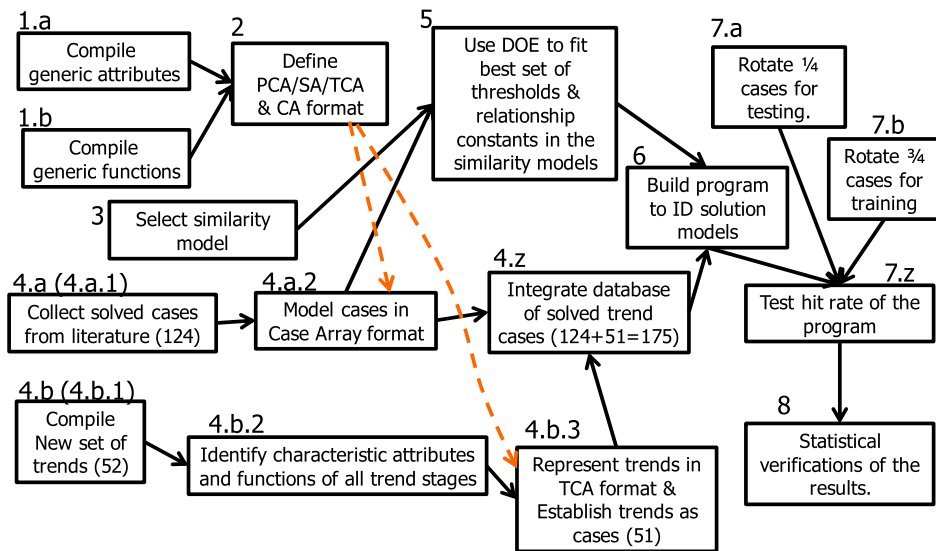 1.a
Compile
generic attributes
1.b
Compile
generic functions
2
Define
PCA/SA/TCA
& CA format
3
Select similarity
model
4.a (4.a.1)
Collect solved cases
from literature (124)
4.a.2
Model cases in
Case Array format
4.b (4.b.1)
Compile
New set of
trends (52)
4.b.2
Identify characteristic attributes
and functions of all trend stages
4.b.3
Represent trends in
TCA format &
Establish trends as
cases (51)
4.z
Integrate database
of solved trend
cases (124+51=175)
5
Use DOE to fit
best set of
thresholds &
relationship
constants in the
similarity models
6
Build program
to ID solution
models
7.a
Rotate ¼
cases for
testing.
7.b
Rotate ¾
cases for
training
7.z
Test hit rate of the
program
8
Statistical
verifications of the
results.